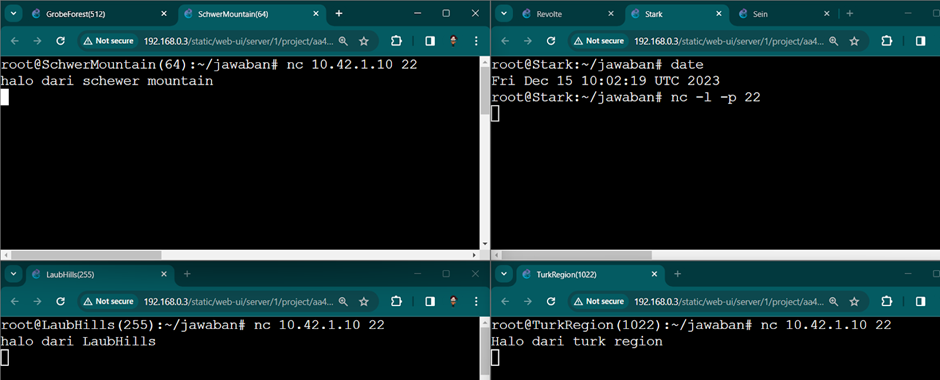 GrobeForest(512)
SchwerMountain(64)
Not secure 192.168.0.3/static/web-ui/server/1/project/aa4...
root@SchwerMountain(64):~/jawaban# nc 10.42.1.10 22
halo dari schewer mountain
Revolte
Stark
Sein
Not secure 192.168.0.3/static/web-ui/server/1/project/aa4...
root@Stark:~/jawaban# date
Fri Dec 15 10:02:19 UTC 2023
root@Stark:~/jawaban# nc -l -p 22
LaubHills(255)
Not secure 192.168.0.3/static/web-ui/server/1/project/aa4...
root@LaubHills(255):~/jawaban# nc 10.42.1.10 22
halo dari LaubHills
TurkRegion(1022)
Not secure 192.168.0.3/static/web-ui/server/1/project/aa4...
root@TurkRegion(1022):~/jawaban# nc 10.42.1.10 22
Halo dari turk region